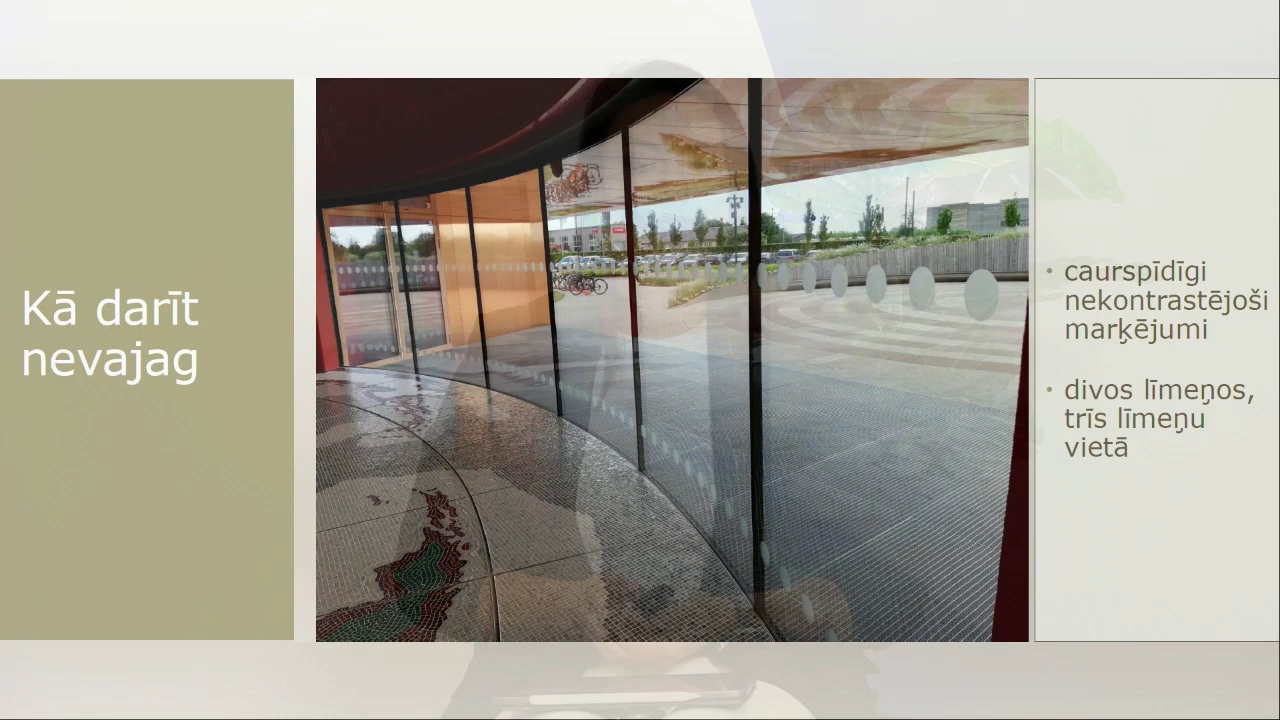 Kā darīt
nevajag
• caurspīdīgi
nekontrastējoši
marķējumi
• divos līmeņos,
trīs līmeņu
vietā